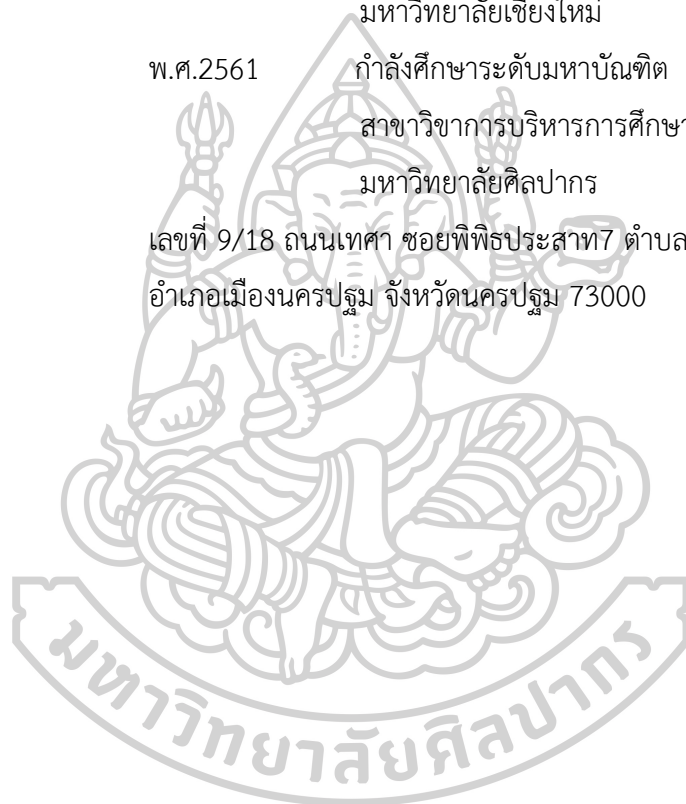 มหาวิทยาลัยเชียงใหม่
พ.ศ.2561 กำลังศึกษาระดับมหาบัณฑิต
สาขาวิขาการบริหารการศึกษา
มหาวิทยาลัยศิลปากร
เลขที่ 9/18 ถนนเทศา ซอยพิพิธประสาท7 ตำบล
อำเภอเมืองนครปฐม จังหวัดนครปฐม 73000
มหาวิทยาลัยศิลปากร